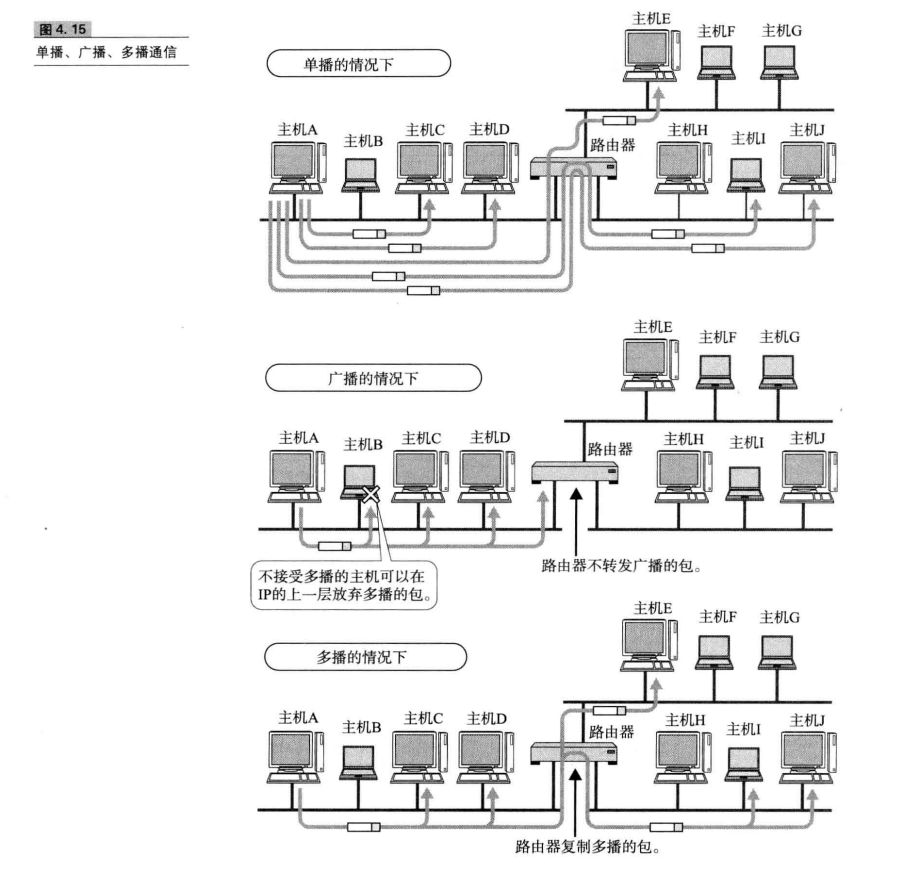 图 4. 15
单播、广播、多播通信
单播的情况下
主机E
主机F
主机G
主机A
主机B
主机C
主机D
路由器
主机H
主机I
主机J
广播的情况下
主机E
主机F
主机G
主机A
主机B
主机C
主机D
路由器
主机H
主机I
主机J
不接受多播的主机可以在
IP的上一层放弃多播的包。
路由器不转发广播的包。
多播的情况下
主机E
主机F
主机G
主机A
主机B
主机C
主机D
路由器
主机H
主机I
主机J
路由器复制多播的包。